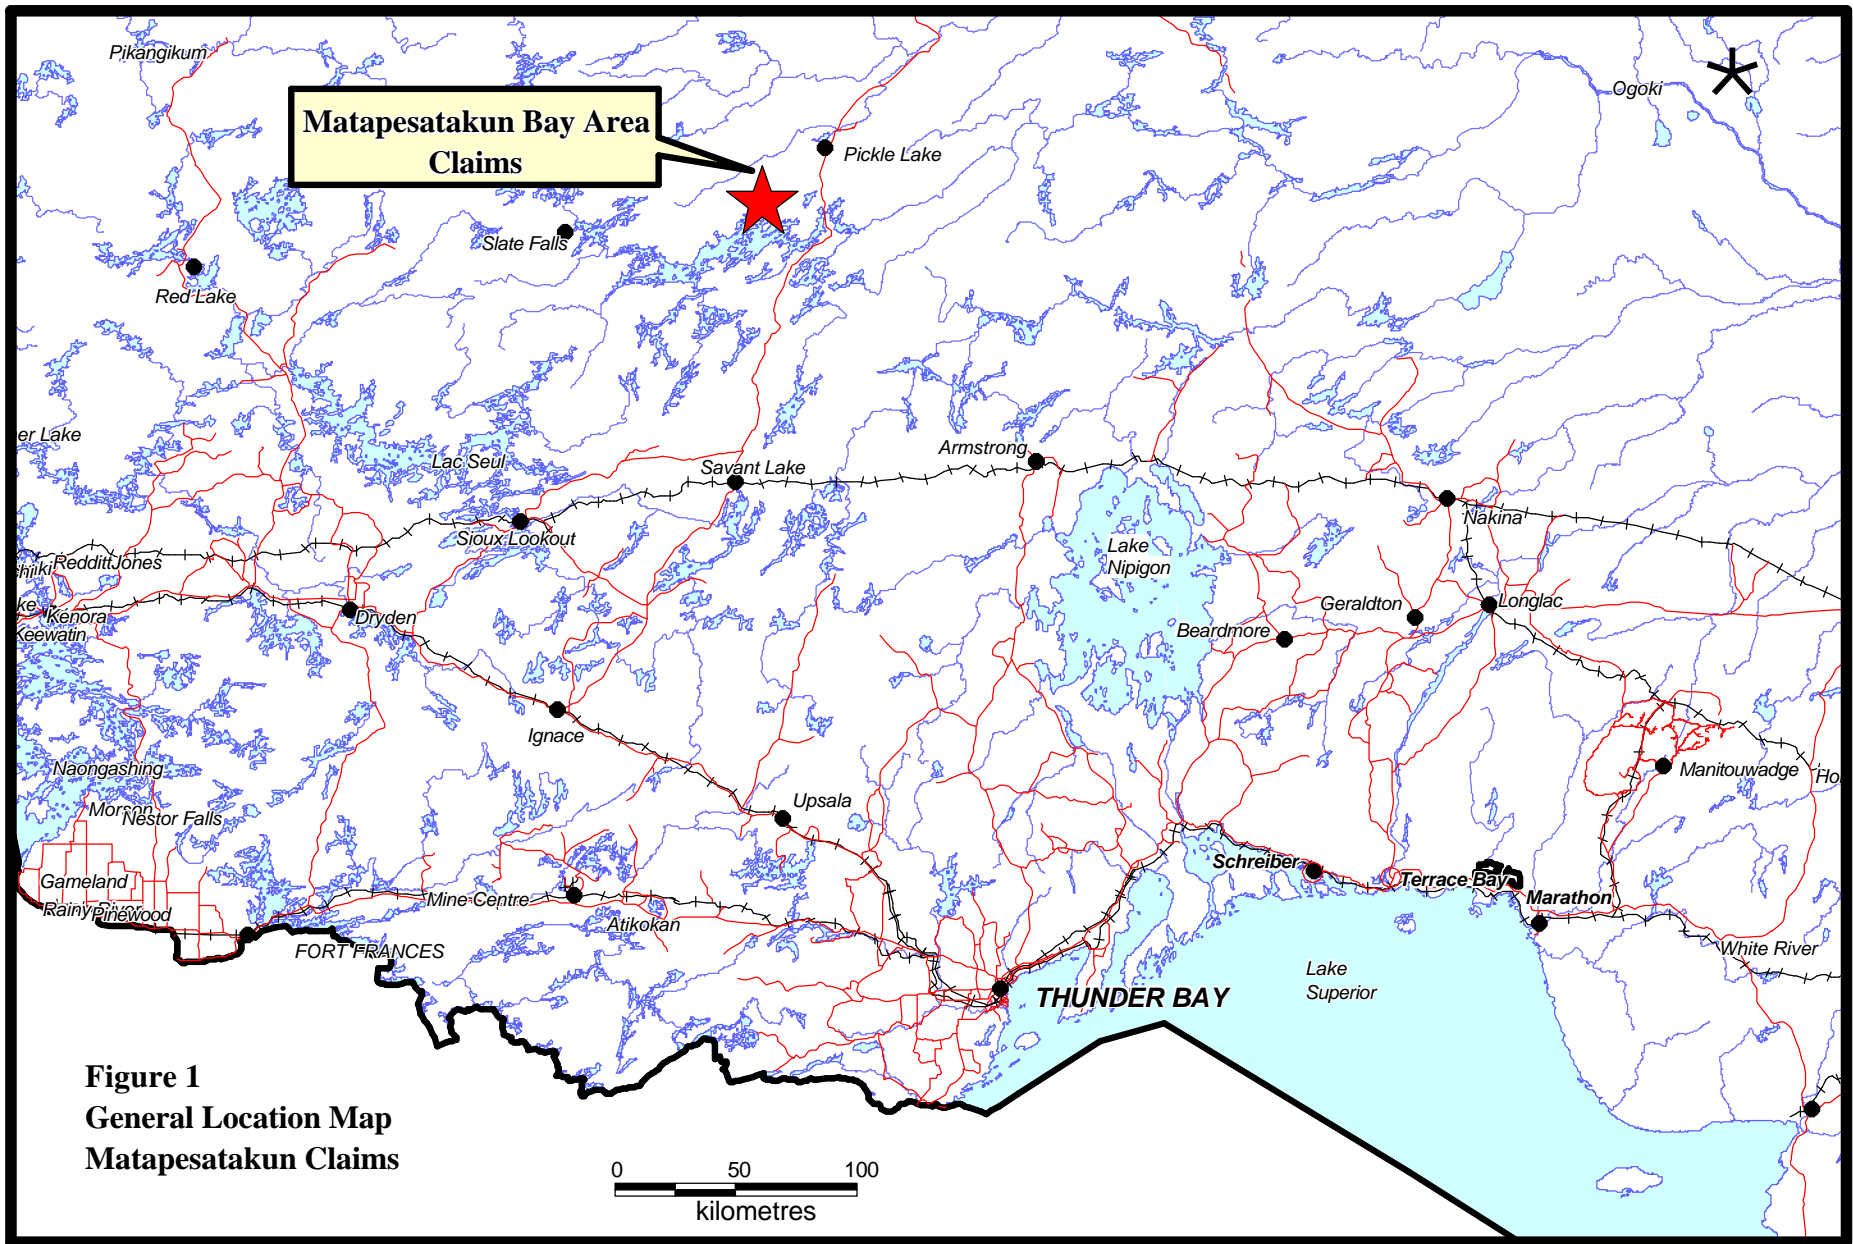 Pikangikum
Ogoki
Matapesatakun Bay Area
Claims
Pickle Lake
Slate Falls
Red Lake
er Lake
Lac Seul
Savant Lake
Armstrong
Sioux Lookout
Nakina
Lake
Nipigon
Redditt
Jones
Kenora
Keewatin
Dryden
Geraldton
Longlac
Beardmore
Ignace
Naongashing
Morson
Nestor Falls
Upsala
Manitouwadge
Schreiber
Terrace Bay
Marathon
Gameland
Pinewood
Mine Centre
Atikokan
FORT FRANCES
White River
THUNDER BAY
Lake
Superior
Figure 1
General Location Map
Matapesatakun Claims
0 50 100
kilometres